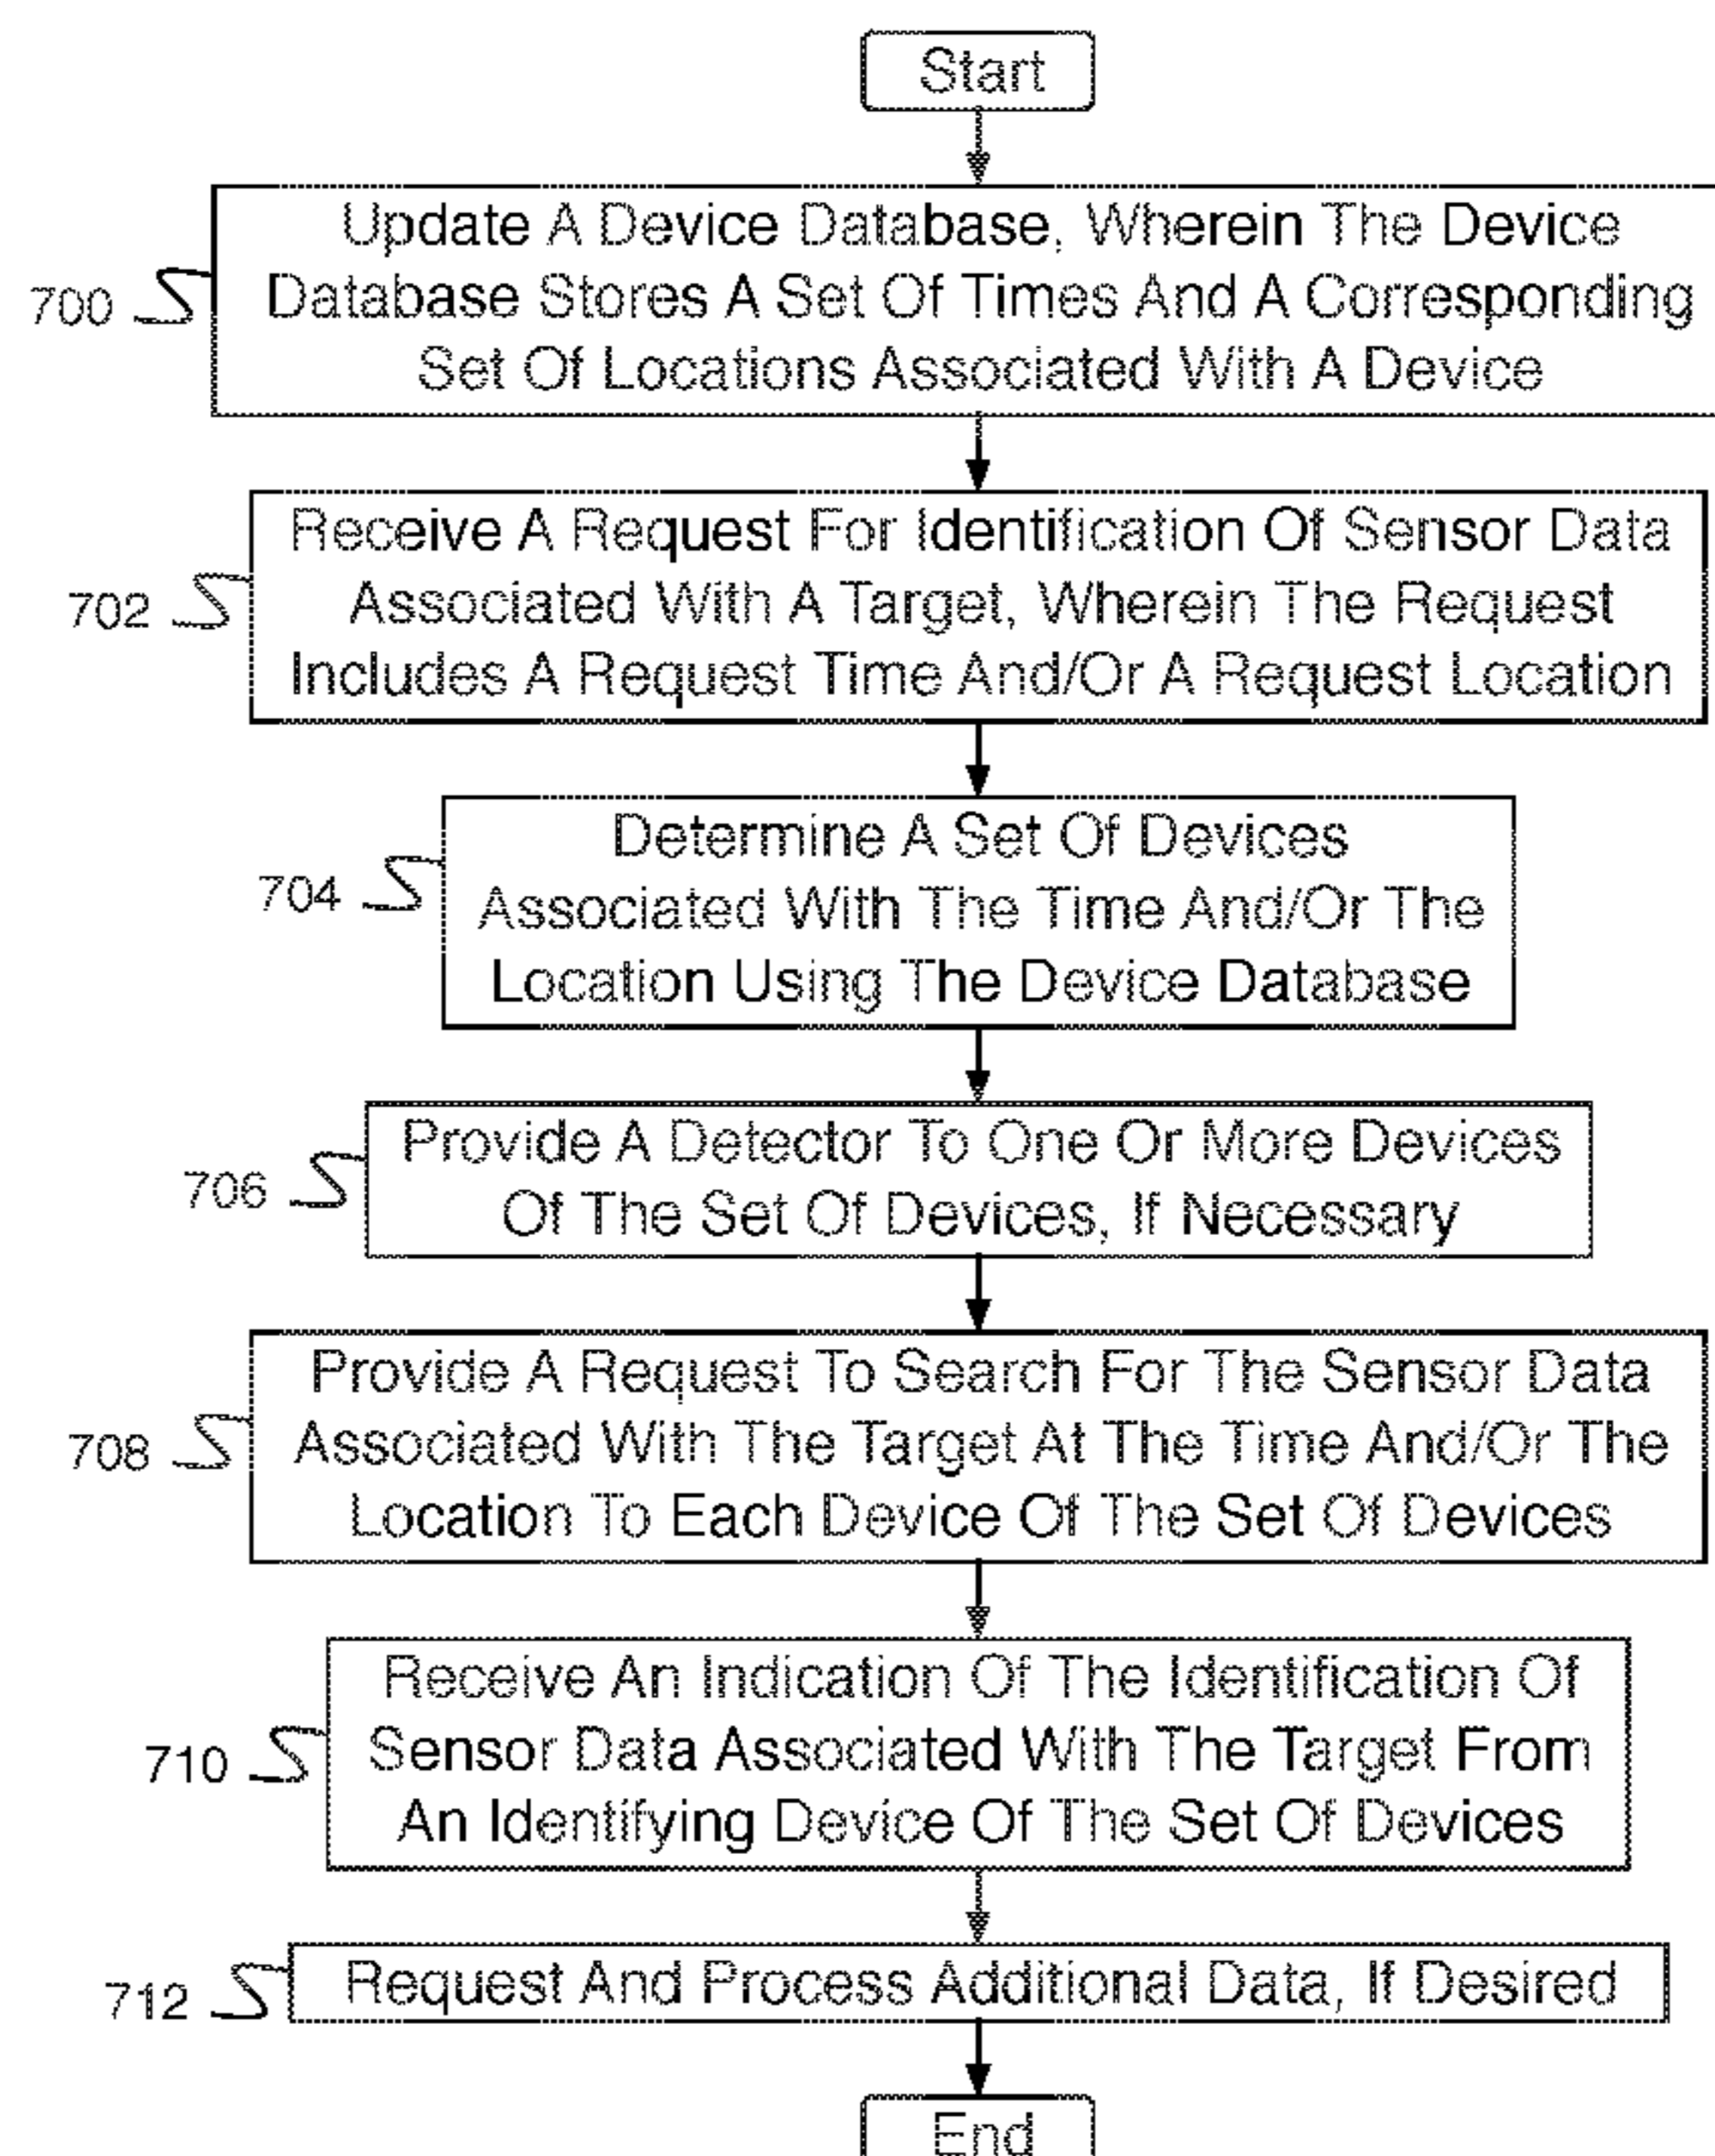 Start
Update A Device Database, Wherein The Device
Database Stores A Set Of Times And A Corresponding
Set Of Locations Associated With A Device
700
Receive A Request For Identification Of Sensor Data
Associated With A Target, Wherein The Request
Includes A Request Time And/Or A Request Location
702
Determine A Set Of Devices
Associated With The Time And/Or The
Location Using The Device Database
704
Provide A Detector To One Or More Devices
Of The Set Of Devices, If Necessary
706
Provide A Request To Search For The Sensor Data
Associated With The Target At The Time And/Or The
Location To Each Device Of The Set Of Devices
708
Receive An Indication Of The Identification Of
Sensor Data Associated With The Target From
An Identifying Device Of The Set Of Devices
710
Request And Process Additional Data, If Desired
712
End